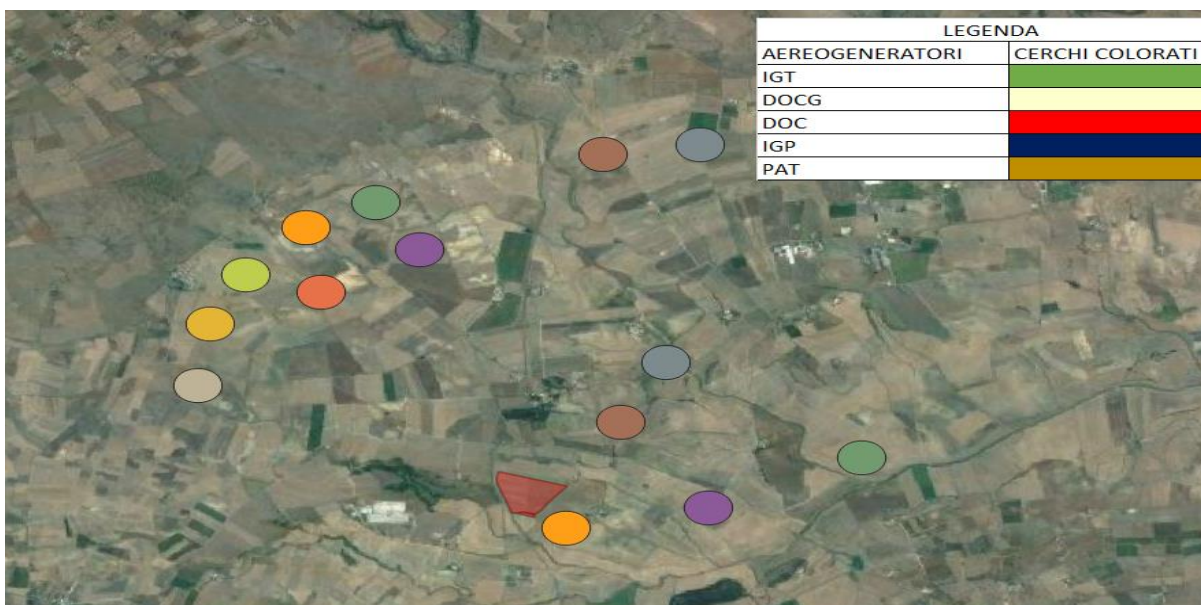 LEGENDA
AEREOGENERATORI CERCHI COLORATI
IGT
DOCG
DOC
IGP
PAT